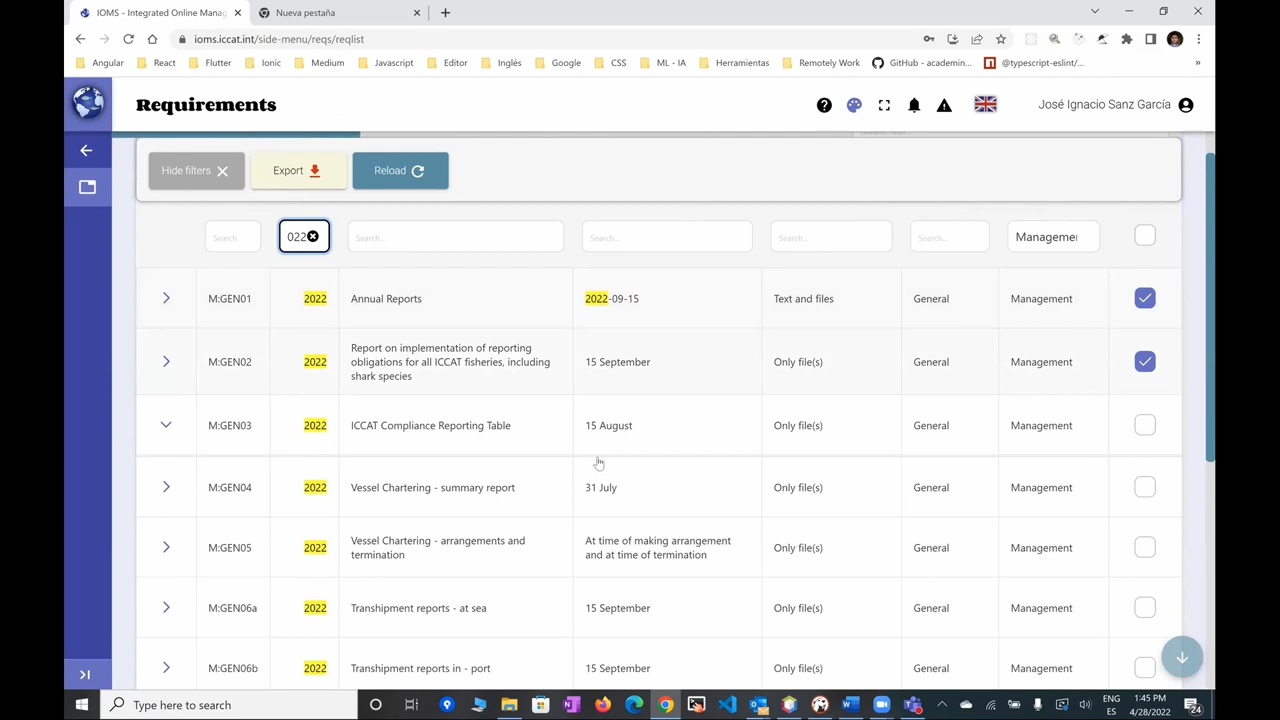 IOMS - Integrated Online Manag
Nueva pestaña
ioms.iccat.int/side-menu/reqs/reqlist
Angular React Flutter Ionic Medium Javascript Editor Inglés Google CSS ML - IA Herramientas Remotely Work GitHub - academin... @typescript-eslint/... »
Requirements
José Ignacio Sanz García
Hide filters
Export
Reload
Search
022
Search...
Search...
Search...
Search...
Managemei
M:GEN01 2022 Annual Reports 2022-09-15 Text and files General Management
Report on implementation of reporting
M:GEN02 2022 obligations for all ICCAT fisheries, including 15 September Only file(s) General Management
shark species
M:GEN03 2022 ICCAT Compliance Reporting Table 15 August Only file(s) General Management
M:GEN04 2022 Vessel Chartering - summary report 31 July Only file(s) General Management
M:GEN05 2022 Vessel Chartering - arrangements and termination At time of making arrangement and at time of termination Only file(s) General Management
M:GEN06a 2022 Transhipment reports - at sea 15 September Only file(s) General Management
M:GEN06b 2022 Transhipment reports in - port 15 September Only file(s) General Management
Type here to search
ENG
ES
1:45 PM
4/28/2022
24